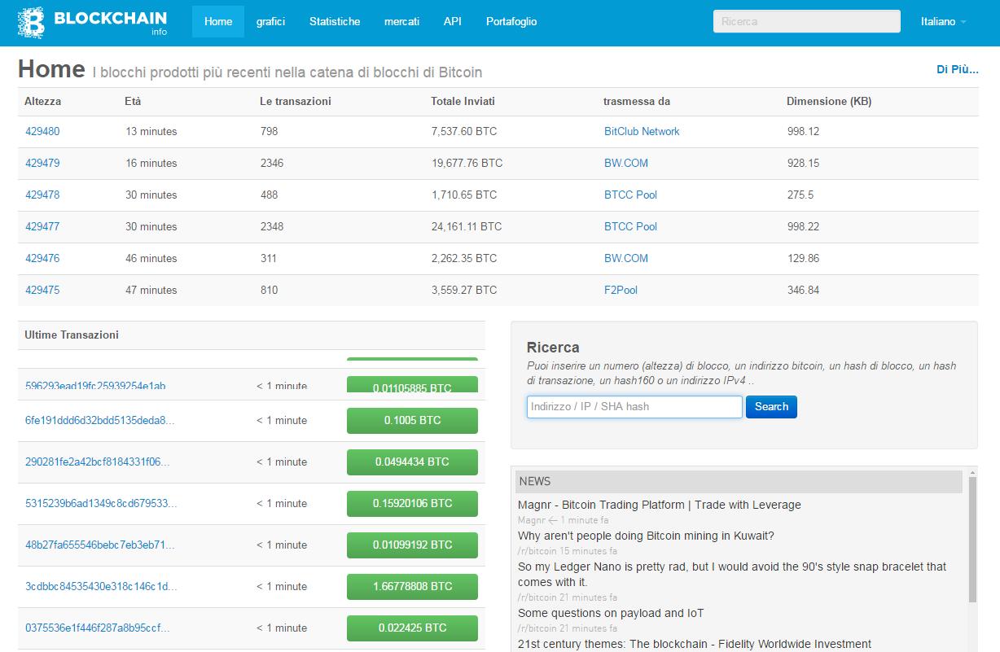 BLOCKCHAIN
info
Home grafici Statistiche mercati API Portafoglio Ricerca Italiano
Home I blocchi prodotti più recenti nella catena di blocchi di Bitcoin Di Più...
Altezza Età Le transazioni Totale Inviati trasmessa da Dimensione (KB)
429480 13 minutes 798 7,537.60 BTC BitClub Network 998.12
429479 16 minutes 2346 19,677.76 BTC BW.COM 928.15
429478 30 minutes 488 1,710.65 BTC BTCC Pool 275.5
429477 30 minutes 2348 24,161.11 BTC BTCC Pool 998.22
429476 46 minutes 311 2,262.35 BTC BW.COM 129.86
429475 47 minutes 810 3,559.27 BTC F2Pool 346.84
Ultime Transazioni
596293ead19fc25939254e1ab < 1 minute 0.01105885 BTC
6fe191ddd6d32bdd5135deda8... < 1 minute 0.1005 BTC
290281fe2a42bcf8184331f06... < 1 minute 0.0494434 BTC
5315239b6ad1349c8cd679533... < 1 minute 0.15920106 BTC
48b27fa655546bebc7eb3eb71... < 1 minute 0.01099192 BTC
3cdbbc84535430e318c146c1d... < 1 minute 1.66778808 BTC
0375536e1f446f287a8b95ccf... < 1 minute 0.022425 BTC
Ricerca
Puoi inserire un numero (altezza) di blocco, un indirizzo bitcoin, un hash di blocco, un hash
di transazione, un hash160 o un indirizzo IPv4 ..
Indirizzo / IP / SHA hash Search
NEWS
Magnr - Bitcoin Trading Platform | Trade with Leverage
Magnr <- 1 minute fa
Why aren't people doing Bitcoin mining in Kuwait?
/r/bitcoin 15 minutes fa
So my Ledger Nano is pretty rad, but I would avoid the 90's style snap bracelet that
comes with it.
/r/bitcoin 21 minutes fa
Some questions on payload and IoT
/r/bitcoin 21 minutes fa
21st century themes: The blockchain - Fidelity Worldwide Investment